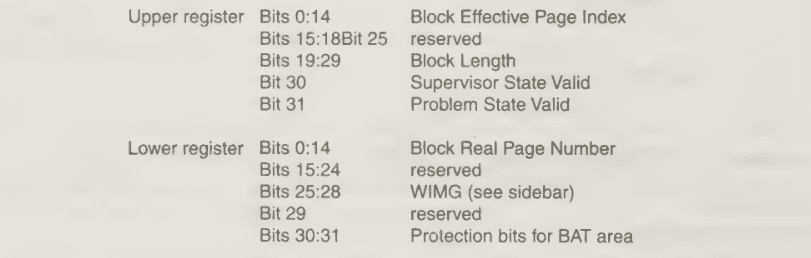 Upper register Bits 0:14 Block Effective Page Index
Bits 15:18Bit 25 reserved
Bits 19:29 Block Length
Bit 30 Supervisor State Valid
Bit 31 Problem State Valid
Lower register Bits 0:14 Block Real Page Number
Bits 15:24 reserved
Bits 25:28 WIMG (see sidebar)
Bit 29 reserved
Bits 30:31 Protection bits for BAT area